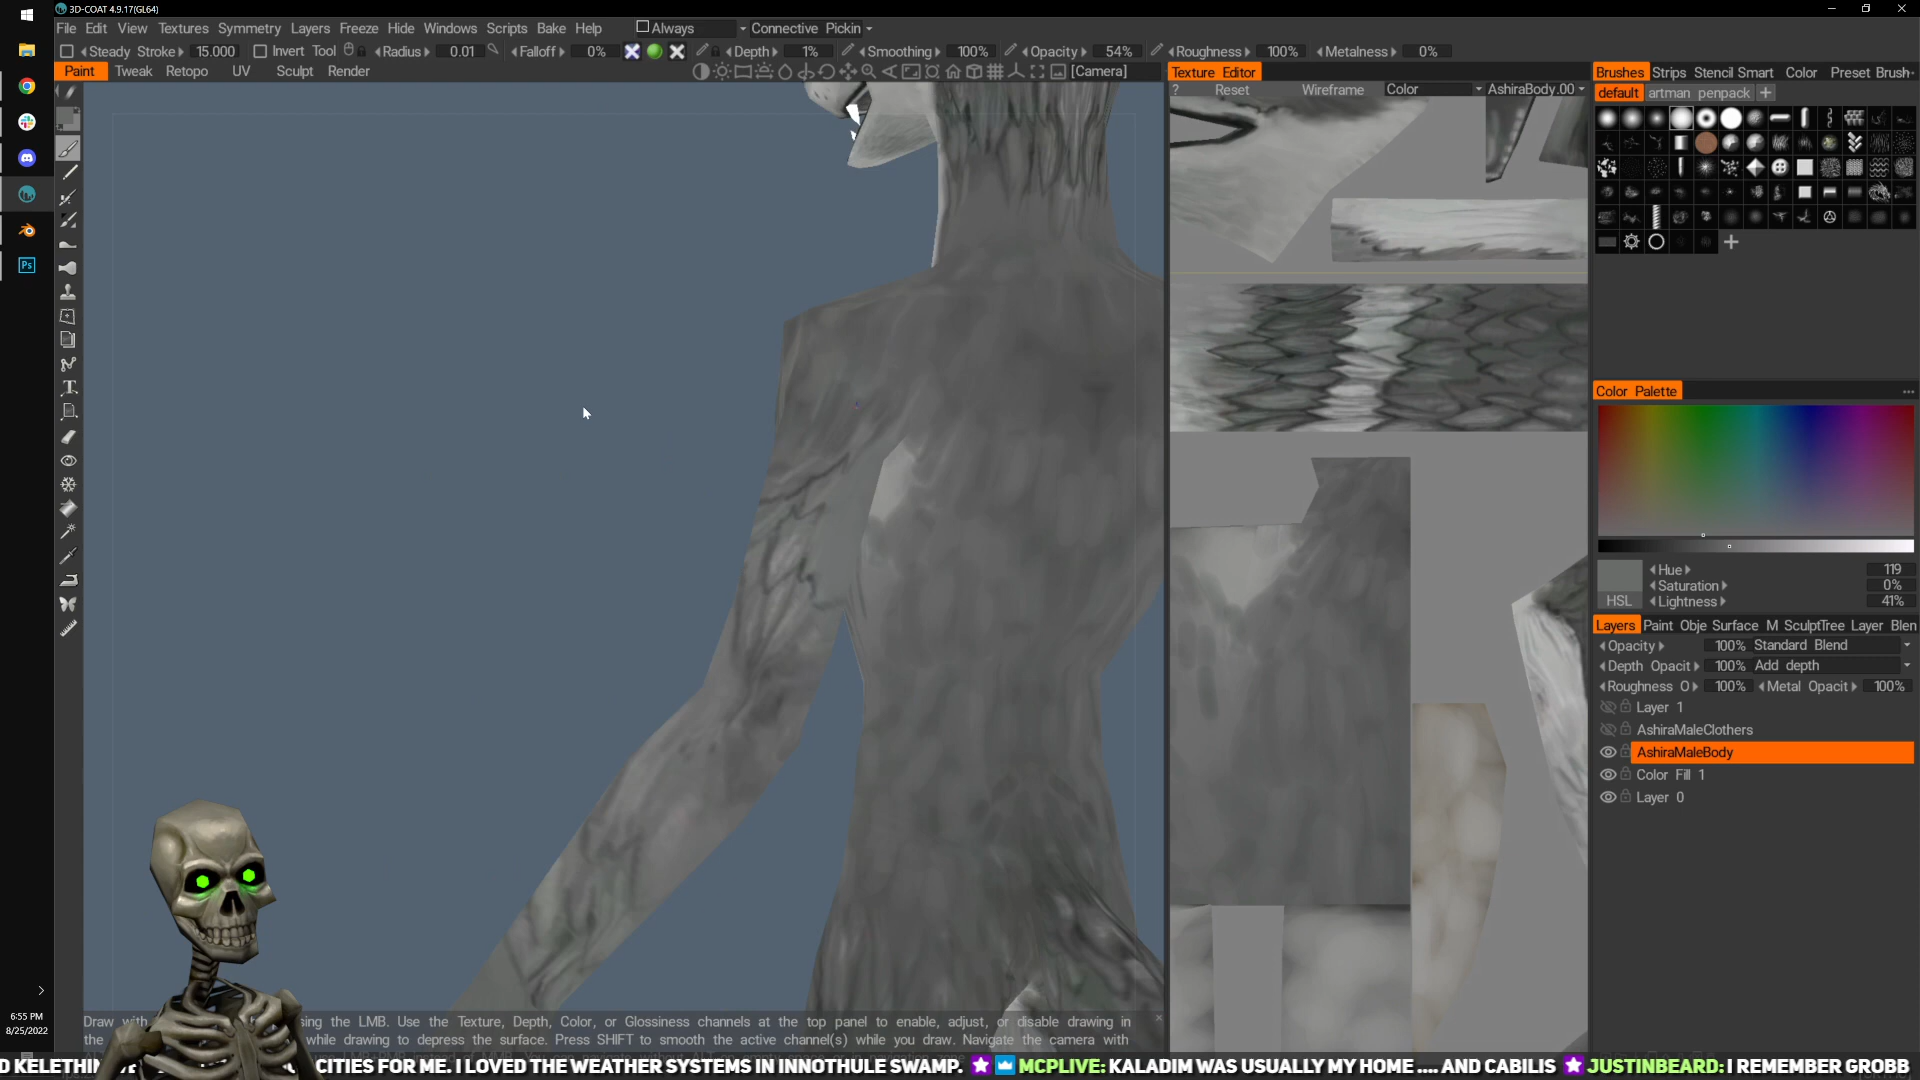 3D-COAT 4.9.17(GL64)
File Edit View Textures Symmetry Layers Freeze Hide Windows Scripts Bake Help Always Connective Pickin
Steady Stroke 15.000 Invert Tool Radius 0.01 Falloff 0% Depth 1% Smoothing 100% Opacity 54% Roughness 100% Metalness 0%
Paint Tweak Retopo UV Sculpt Render [Camera]
Texture Editor
? Reset Wireframe Color AshiraBody.00
Brushes Strips Stencil Smart Color Preset Brush
default artman penpack
Color Palette
Hue 119
Saturation 0%
HSL Lightness 41%
Layers Paint Obje Surface M SculptTree Layer Blen
Opacity 100% Standard Blend
Depth Opacit 100% Add depth
Roughness O 100% Metal Opacit 100%
Layer 1
AshiraMaleClothers
AshiraMaleBody
Color Fill 1
Layer 0
Ps
6:55 PM
8/25/2022
Draw with sing the LMB. Use the Texture, Depth, Color, or Glossiness channels at the top panel to enable, adjust, or disable drawing in
the while drawing to depress the surface. Press SHIFT to smooth the active channel(s) while you draw. Navigate the camera with
D KELETHIN CITIES FOR ME. I LOVED THE WEATHER SYSTEMS IN INNOTHULE SWAMP. MCPLIVE: KALADIM WAS USUALLY MY HOME .... AND CABILIS JUSTINBEARD: I REMEMBER GROBB